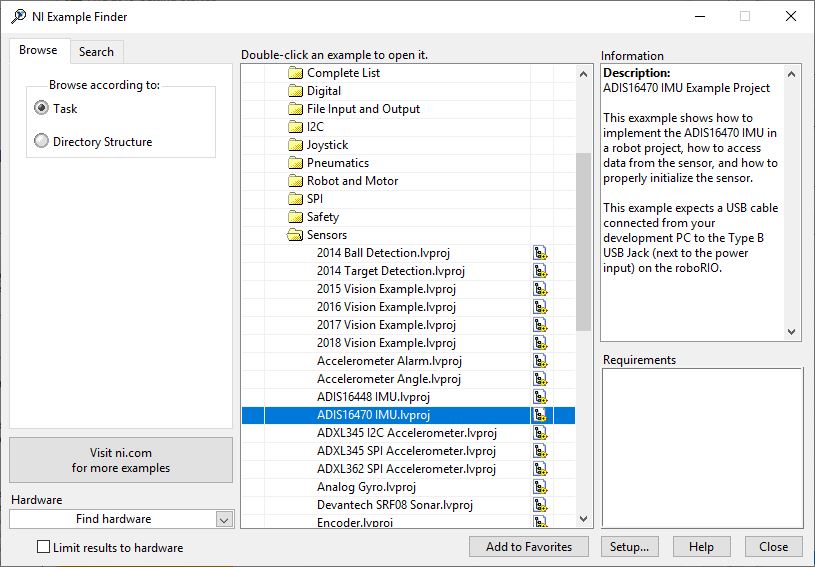 NI Example Finder
Browse
Search
Browse according to:
Task
Directory Structure
Visit ni.com
for more examples
Hardware
Find hardware
Limit results to hardware
Double-click an example to open it.
Complete List
Digital
File Input and Output
I2C
Joystick
Pneumatics
Robot and Motor
SPI
Safety
Sensors
2014 Ball Detection.lvproj
2014 Target Detection.lvproj
2015 Vision Example.lvproj
2016 Vision Example.lvproj
2017 Vision Example.lvproj
2018 Vision Example.lvproj
Accelerometer Alarm.lvproj
Accelerometer Angle.lvproj
ADIS16448 IMU.lvproj
ADIS16470 IMU.lvproj
ADXL345 I2C Accelerometer.lvproj
ADXL345 SPI Accelerometer.lvproj
ADXL362 SPI Accelerometer.lvproj
Analog Gyro.lvproj
Devantech SRF08 Sonar.lvproj
Encoder.lvproj
Information
Description:
ADIS16470 IMU Example Project
This exaxmple shows how to
implement the ADIS16470 IMU in
a robot project, how to access
data from the sensor, and how to
properly initialize the sensor.
This example expects a USB cable
connected from your
development PC to the Type B
USB Jack (next to the power
input) on the roboRIO.
Requirements
Add to Favorites
Setup...
Help
Close